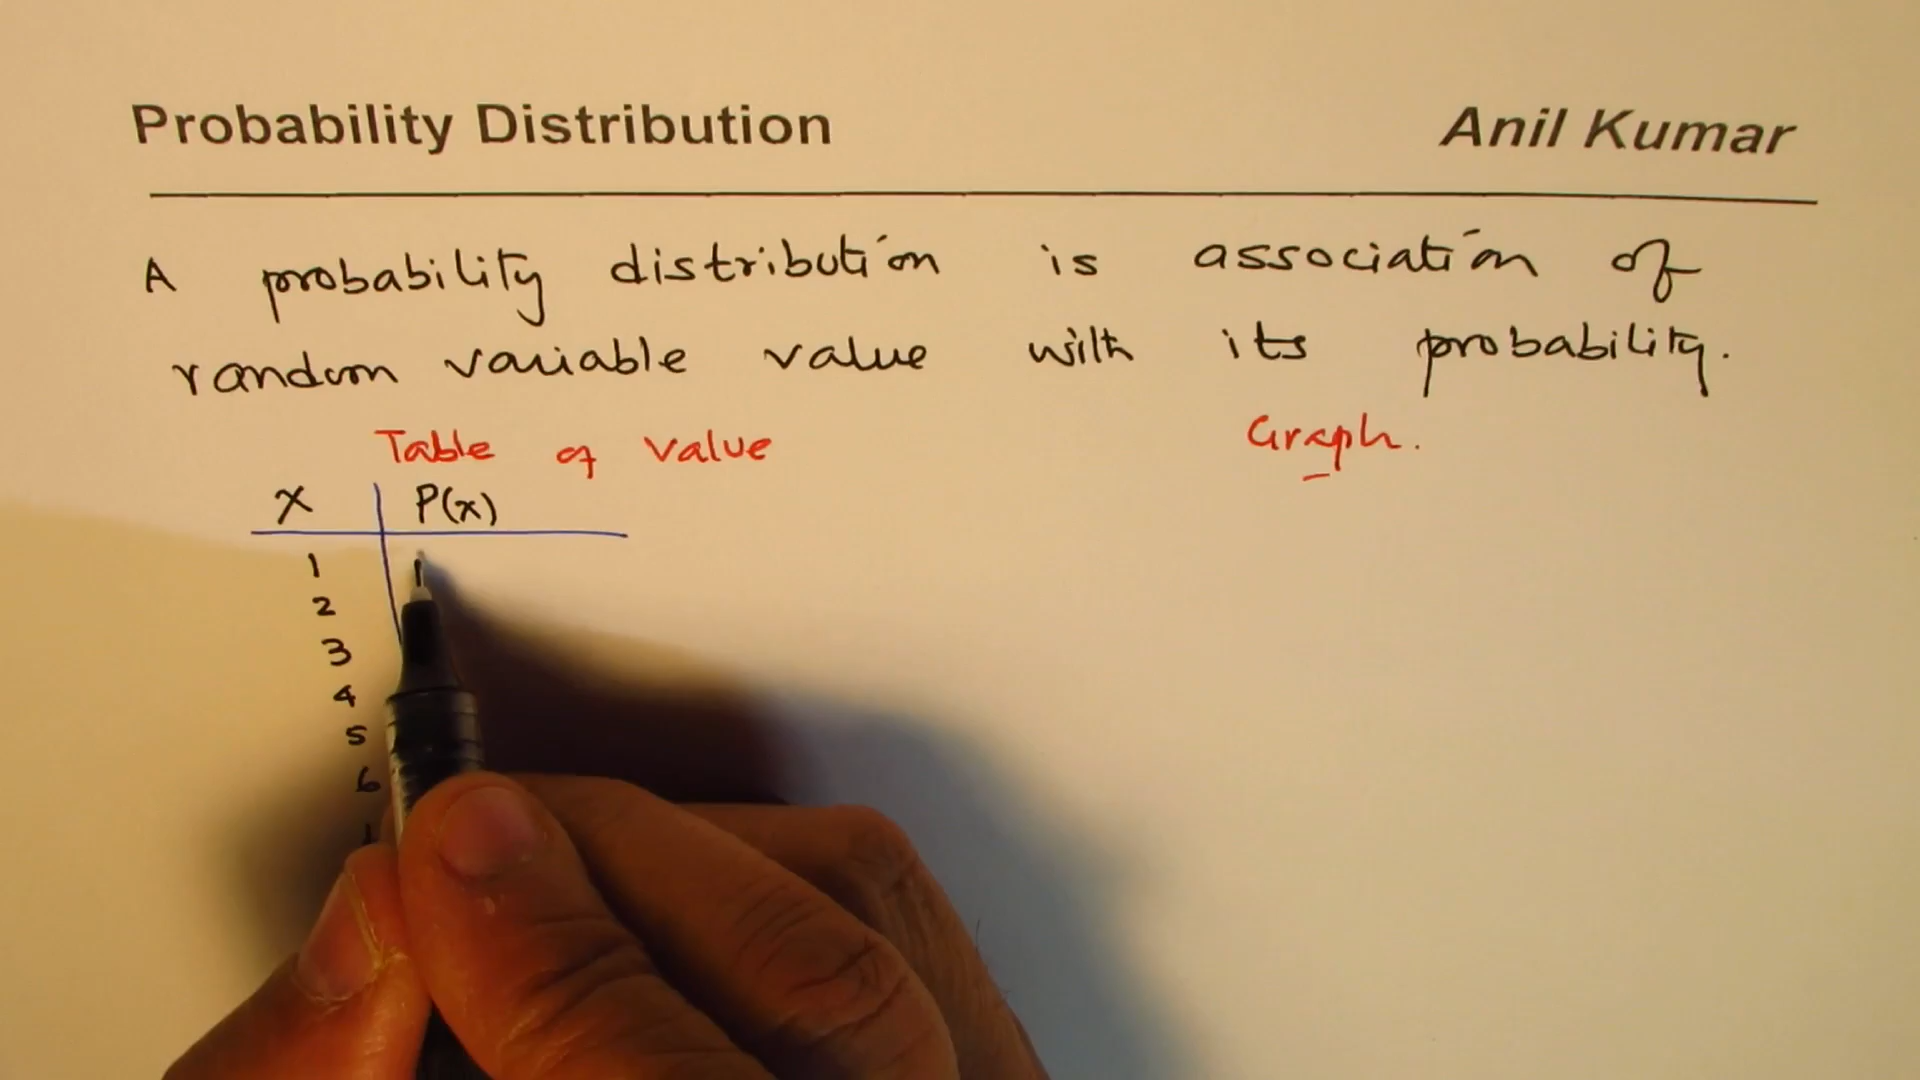 Probability Distribution Anil Kumar
A probability distribution is association of
random variable value with its probability.
Table of value Graph.
X P(x)
1
2
3
4
5
6